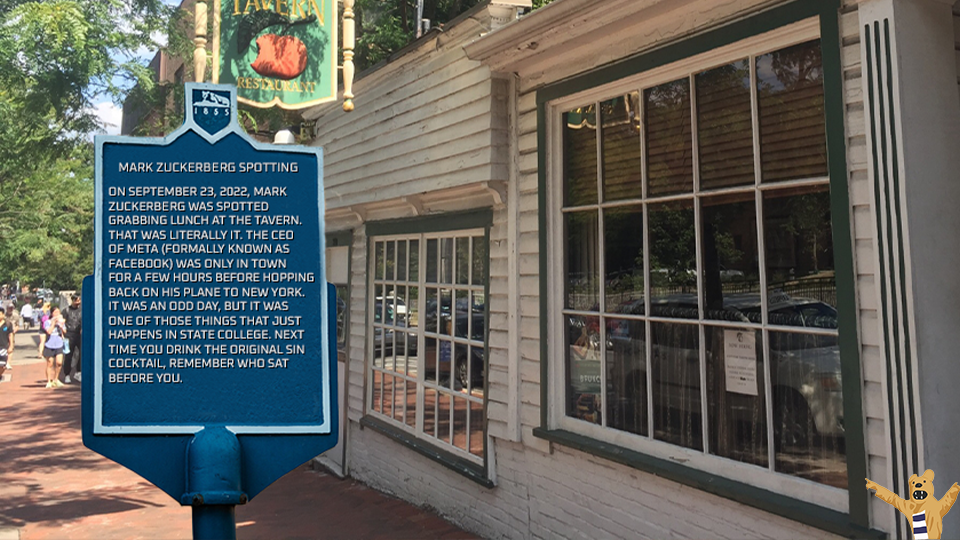 TAVERN
RESTAURANT
1855
MARK ZUCKERBERG SPOTTING
ON SEPTEMBER 23, 2022, MARK
ZUCKERBERG WAS SPOTTED
GRABBING LUNCH AT THE TAVERN.
THAT WAS LITERALLY IT. THE CEO
OF META (FORMALLY KNOWN AS
FACEBOOK) WAS ONLY IN TOWN
FOR A FEW HOURS BEFORE HOPPING
BACK ON HIS PLANE TO NEW YORK.
IT WAS AN ODD DAY, BUT IT WAS
ONE OF THOSE THINGS THAT JUST
HAPPENS IN STATE COLLEGE. NEXT
TIME YOU DRINK THE ORIGINAL SIN
COCKTAIL, REMEMBER WHO SAT
BEFORE YOU.